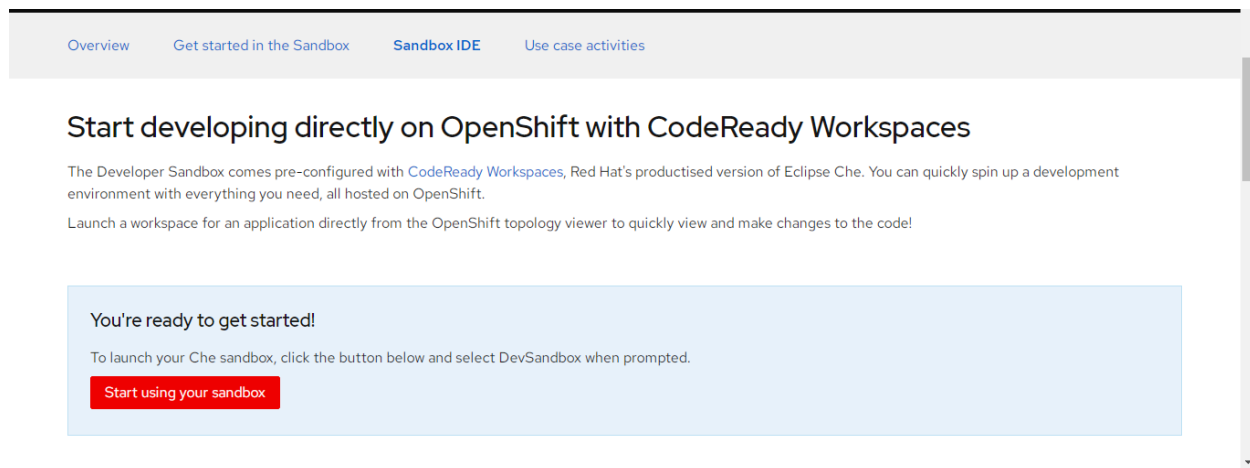 Overview Get started in the Sandbox Sandbox IDE Use case activities
Start developing directly on OpenShift with CodeReady Workspaces
The Developer Sandbox comes pre-configured with CodeReady Workspaces, Red Hat's productised version of Eclipse Che. You can quickly spin up a development
environment with everything you need, all hosted on OpenShift.
Launch a workspace for an application directly from the OpenShift topology viewer to quickly view and make changes to the code!
You're ready to get started!
To launch your Che sandbox, click the button below and select DevSandbox when prompted.
Start using your sandbox